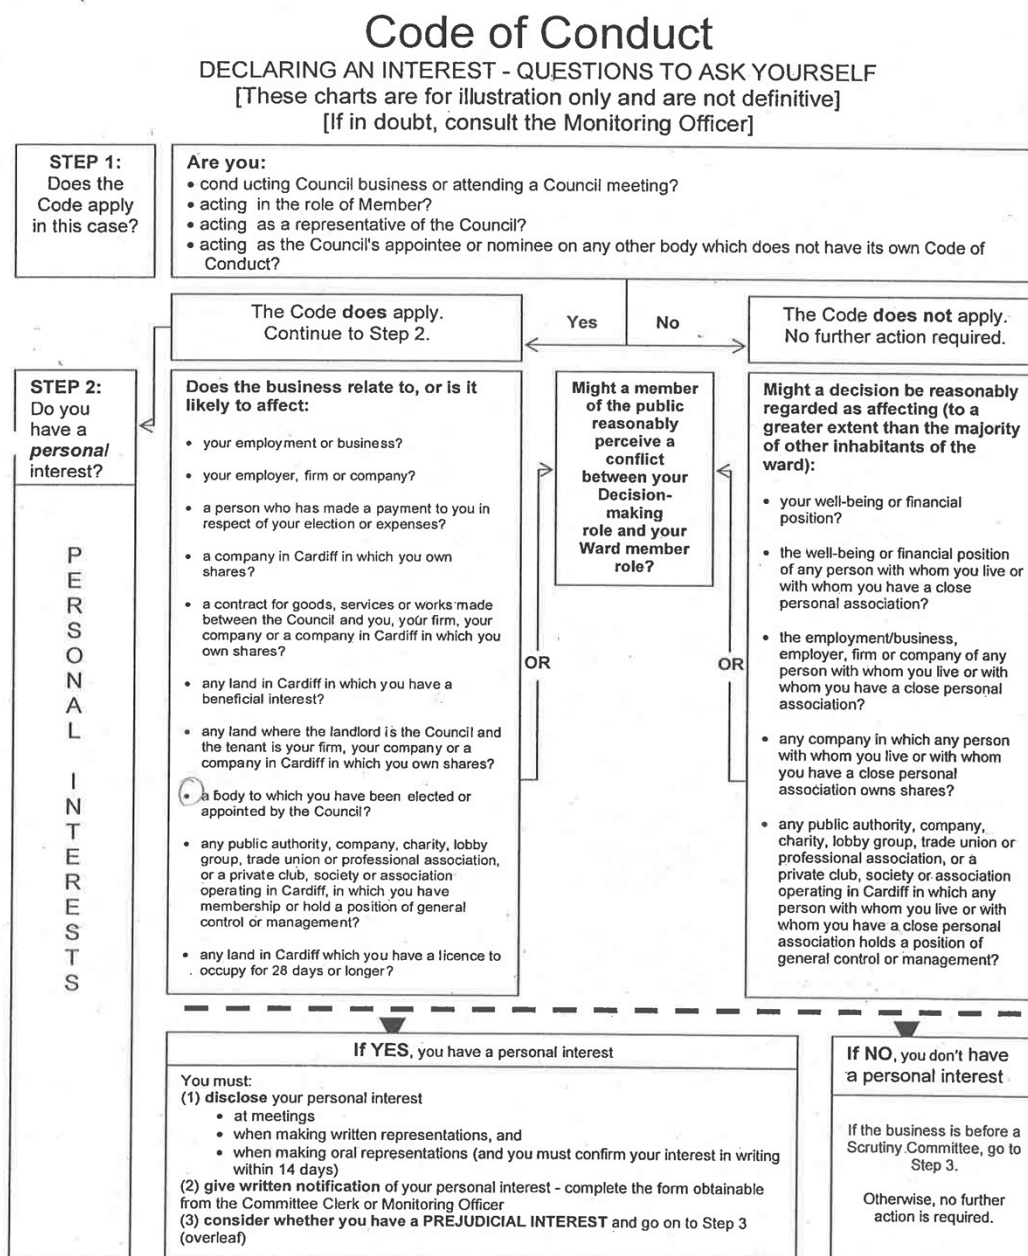 Code of Conduct
DECLARING AN INTEREST - QUESTIONS TO ASK YOURSELF
[These charts are for illustration only and are not definitive]
[If in doubt, consult the Monitoring Officer]
STEP 1:
Does the
Code apply
in this case?
Are you:
• cond ucting Council business or attending a Council meeting?
• acting in the role of Member?
• acting as a representative of the Council?
• acting as the Council's appointee or nominee on any other body which does not have its own Code of
Conduct?
The Code does apply.
Continue to Step 2.
Yes
No
The Code does not apply.
No further action required.
STEP 2:
Do you
have a
personal
interest?
PERSONAL INTERESTS
Does the business relate to, or is it
likely to affect:
• your employment or business?
• your employer, firm or company?
• a person who has made a payment to you in
respect of your election or expenses?
• a company in Cardiff in which you own
shares?
• a contract for goods, services or works made
between the Council and you, your firm, your
company or a company in Cardiff in which you
own shares?
• any land in Cardiff in which you have a
beneficial interest?
• any land where the landlord is the Council and
the tenant is your firm, your company or a
company in Cardiff in which you own shares?
• a body to which you have been elected or
appointed by the Council?
• any public authority, company, charity, lobby
group, trade union or professional association,
or a private club, society or association
operating in Cardiff, in which you have
membership or hold a position of general
control or management?
• any land in Cardiff which you have a licence to
occupy for 28 days or longer?
OR
Might a member
of the public
reasonably
perceive a
conflict
between your
Decision-
making
role and your
Ward member
role?
OR
Might a decision be reasonably
regarded as affecting (to a
greater extent than the majority
of other inhabitants of the
ward):
• your well-being or financial
position?
• the well-being or financial position
of any person with whom you live or
with whom you have a close
personal association?
• the employment/business,
employer, firm or company of any
person with whom you live or with
whom you have a close personal
association?
• any company in which any person
with whom you live or with whom
you have a close personal
association owns shares?
• any public authority, company,
charity, lobby group, trade union or
professional association, or a
private club, society or association
operating in Cardiff in which any
person with whom you live or with
whom you have a close personal
association holds a position of
general control or management?
If YES, you have a personal interest
You must:
(1) disclose your personal interest
• at meetings
• when making written representations, and
• when making oral representations (and you must confirm your interest in writing
within 14 days)
(2) give written notification of your personal interest - complete the form obtainable
from the Committee Clerk or Monitoring Officer
(3) consider whether you have a PREJUDICIAL INTEREST and go on to Step 3
(overleaf)
If NO, you don't have
a personal interest
If the business is before a
Scrutiny Committee, go to
Step 3.
Otherwise, no further
action is required.